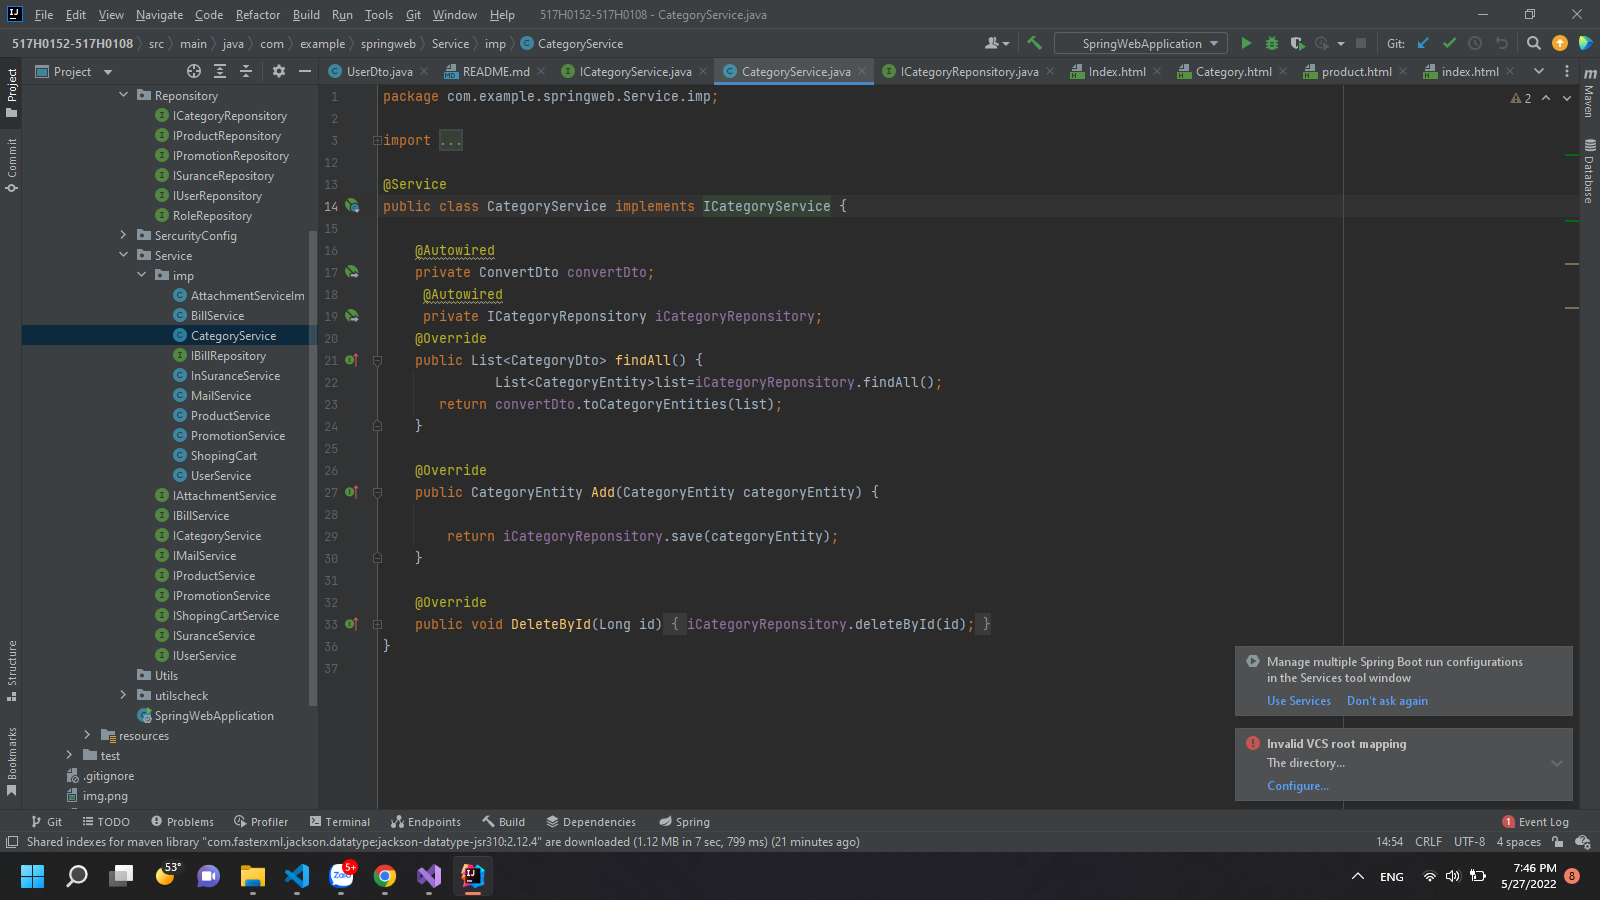 File Edit View Navigate Code Refactor Build Run Tools Git Window Help 517H0152-517H0108 - CategoryService.java
517H0152-517H0108 src main java com example springweb Service imp CategoryService
SpringWebApplication Git:
Project
UserDto.java README.md ICategoryService.java CategoryService.java ICategoryReponsitory.java Index.html Category.html product.html index.html
Project
Commit
Structure
Bookmarks
Reponsitory
ICategoryReponsitory
IProductReponsitory
IPromotionRepository
ISuranceRepository
IUserReponsitory
RoleRepository
SercurityConfig
Service
imp
AttachmentServiceIm
BillService
CategoryService
IBillRepository
InSuranceService
MailService
ProductService
PromotionService
ShopingCart
UserService
IAttachmentService
IBillService
ICategoryService
IMailService
IProductService
IPromotionService
IShopingCartService
ISuranceService
IUserService
Utils
utilscheck
SpringWebApplication
resources
test
.gitignore
img.png
1 package com.example.springweb.Service.imp;
2
3 import ...
12
13 @Service
14 public class CategoryService implements ICategoryService {
15
16 @Autowired
17 private ConvertDto convertDto;
18 @Autowired
19 private ICategoryReponsitory iCategoryReponsitory;
20 @Override
21 public List<CategoryDto> findAll() {
22 List<CategoryEntity>list=iCategoryReponsitory.findAll();
23 return convertDto.toCategoryEntities(list);
24 }
25
26 @Override
27 public CategoryEntity Add(CategoryEntity categoryEntity) {
28
29 return iCategoryReponsitory.save(categoryEntity);
30 }
31
32 @Override
33 public void DeleteById(Long id) { iCategoryReponsitory.deleteById(id); }
36 }
37
2
Maven
Database
Manage multiple Spring Boot run configurations
in the Services tool window
Use Services Don't ask again
Invalid VCS root mapping
The directory...
Configure...
Git TODO Problems Profiler Terminal Endpoints Build Dependencies Spring 1 Event Log
Shared indexes for maven library "com.fasterxml.jackson.datatype:jackson-datatype-jsr310:2.12.4" are downloaded (1.12 MB in 7 sec, 799 ms) (21 minutes ago) 14:54 CRLF UTF-8 4 spaces
53° Zalo 5+ ENG 7:46 PM
5/27/2022 8